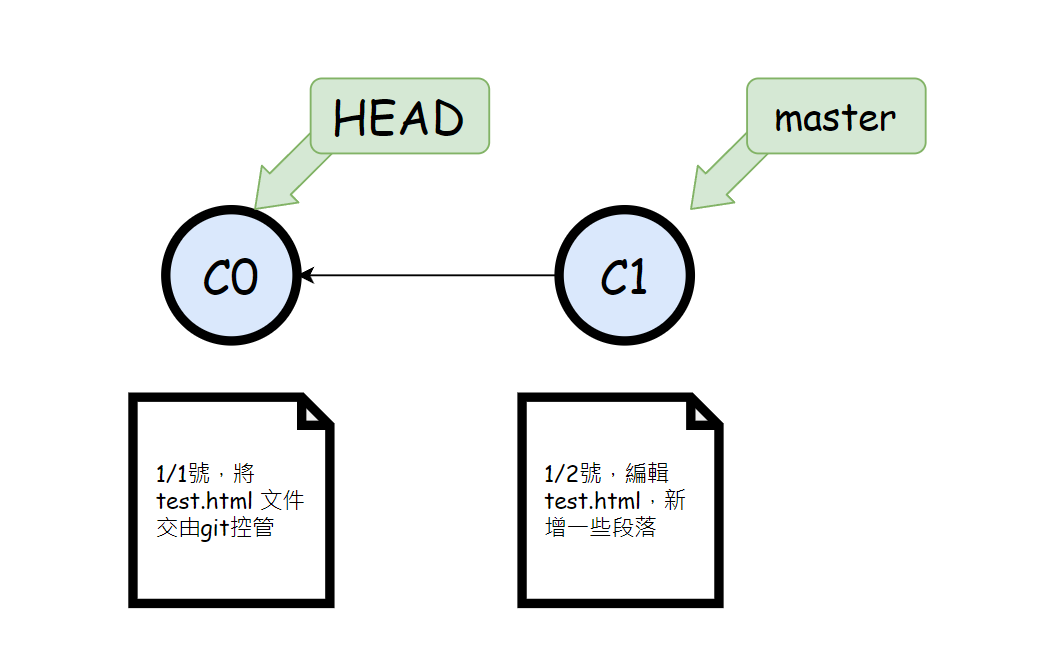 HEAD
master
C0
C1
1/1號，將
test.html 文件
交由git控管
1/2號，編輯
test.html，新
增一些段落